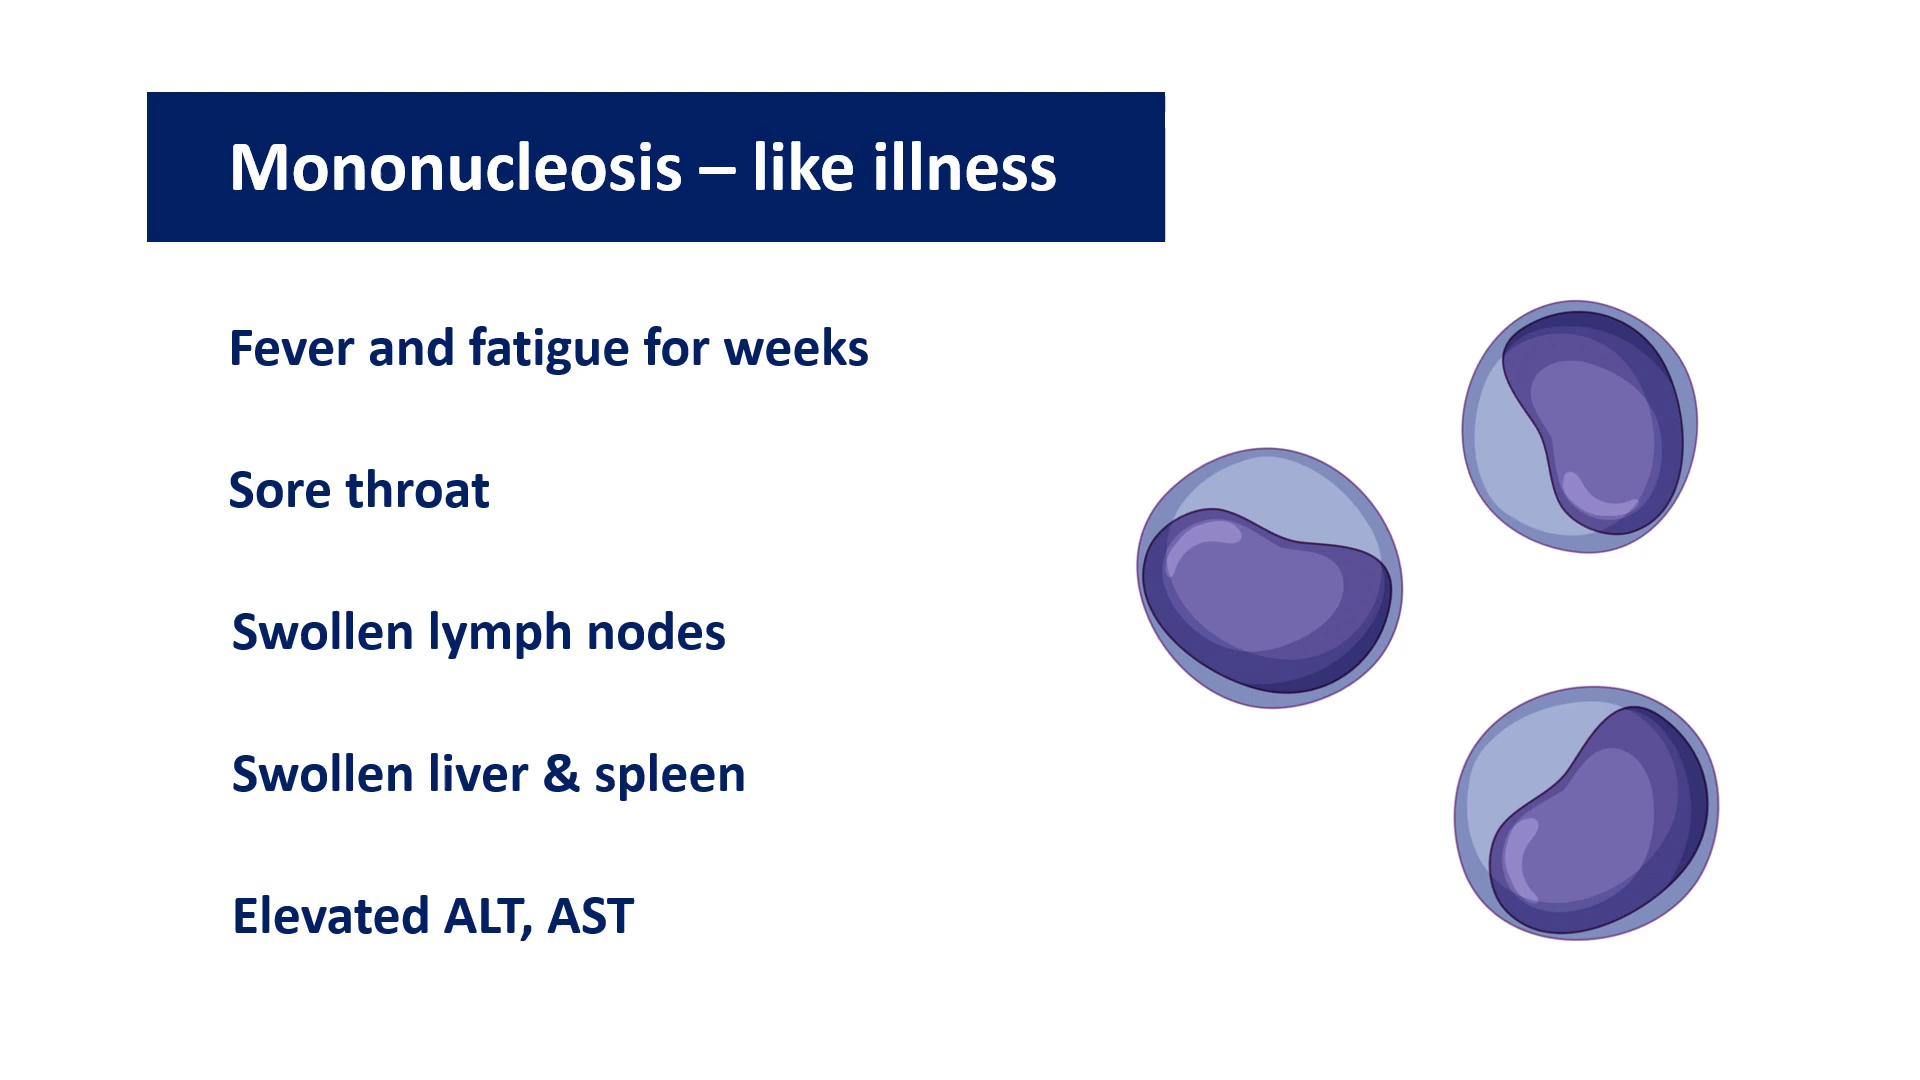 Mononucleosis – like illness
Fever and fatigue for weeks
Sore throat
Swollen lymph nodes
Swollen liver & spleen
Elevated ALT, AST